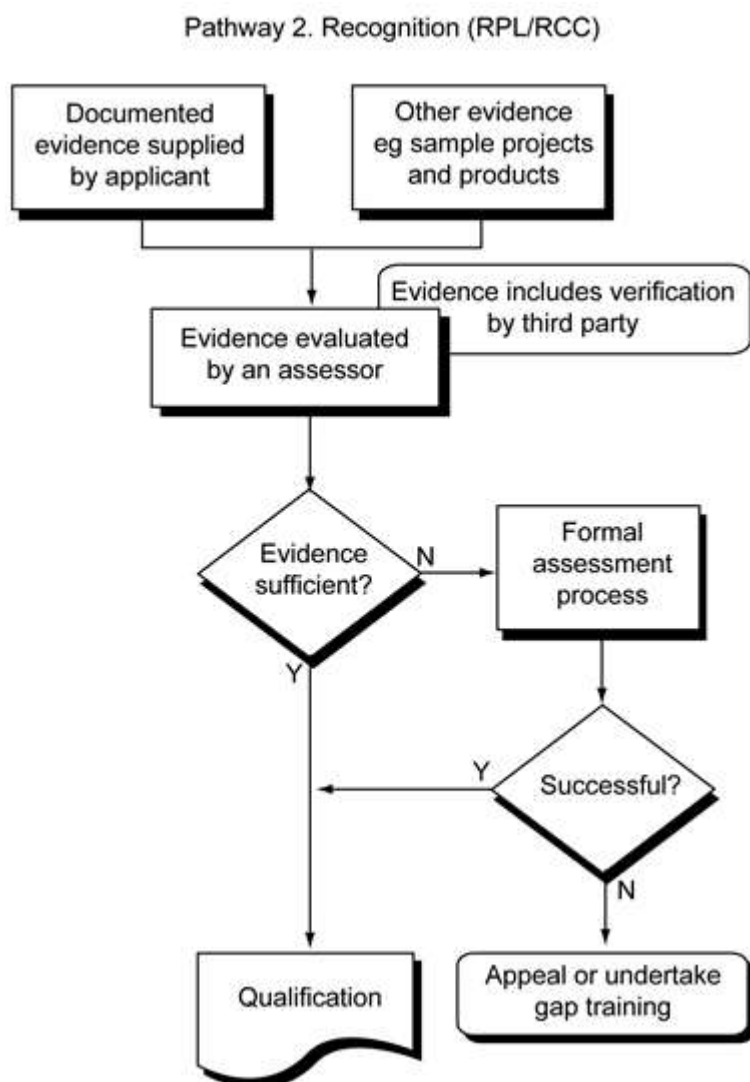 Pathway 2. Recognition (RPL/RCC)
Documented
evidence supplied
by applicant
Other evidence
eg sample projects
and products
Evidence includes verification
by third party
Evidence evaluated
by an assessor
Evidence
sufficient?
N
Y
Formal
assessment
process
Successful?
Y
N
Qualification
Appeal or undertake
gap training